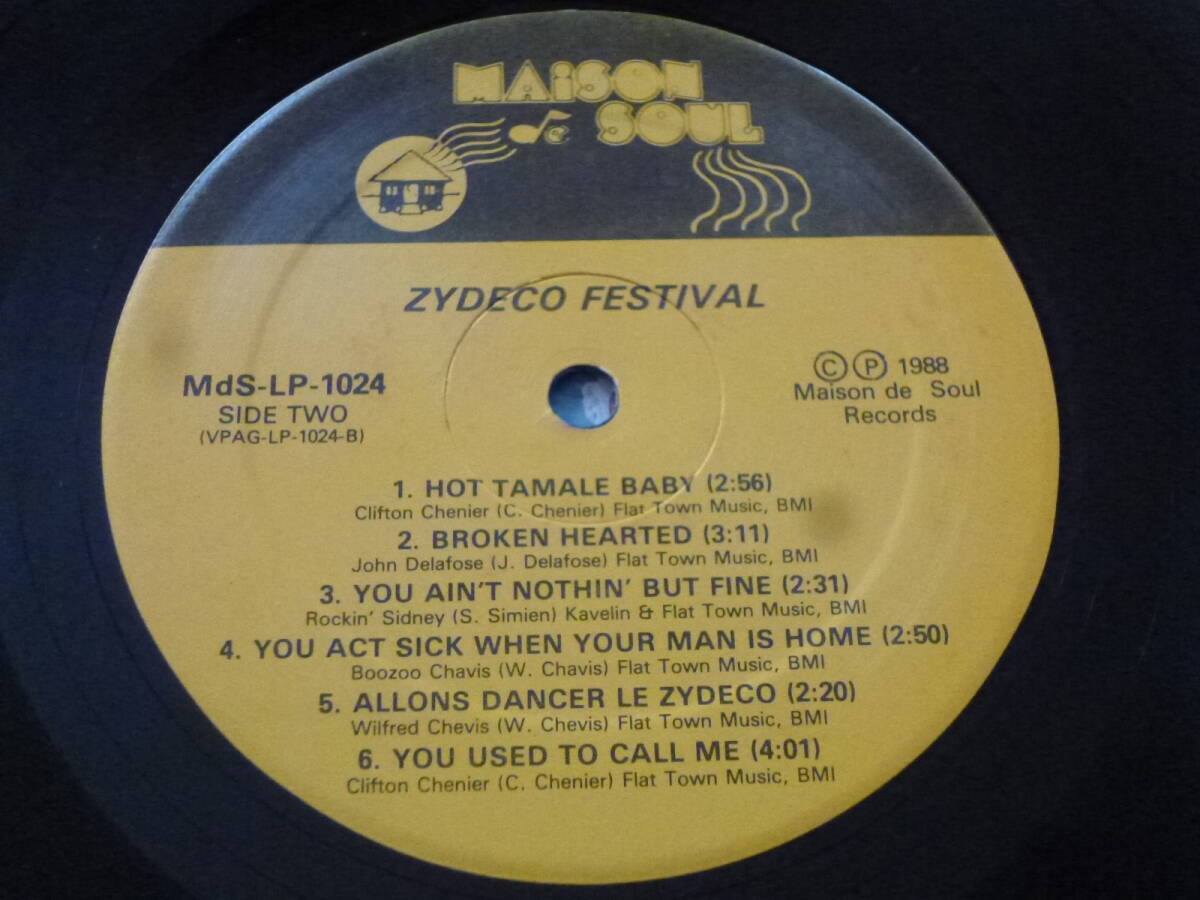 MAiSON
de SOUL
ZYDECO FESTIVAL
MdS-LP-1024
SIDE TWO
(VPAG-LP-1024-B)
Ⓒ Ⓟ 1988
Maison de Soul
Records
1. HOT TAMALE BABY (2:56)
Clifton Chenier (C. Chenier) Flat Town Music, BMI
2. BROKEN HEARTED (3:11)
John Delafose (J. Delafose) Flat Town Music, BMI
3. YOU AIN'T NOTHIN' BUT FINE (2:31)
Rockin' Sidney (S. Simien) Kavelin & Flat Town Music, BMI
4. YOU ACT SICK WHEN YOUR MAN IS HOME (2:50)
Boozoo Chavis (W. Chavis) Flat Town Music, BMI
5. ALLONS DANCER LE ZYDECO (2:20)
Wilfred Chevis (W. Chevis) Flat Town Music, BMI
6. YOU USED TO CALL ME (4:01)
Clifton Chenier (C. Chenier) Flat Town Music, BMI